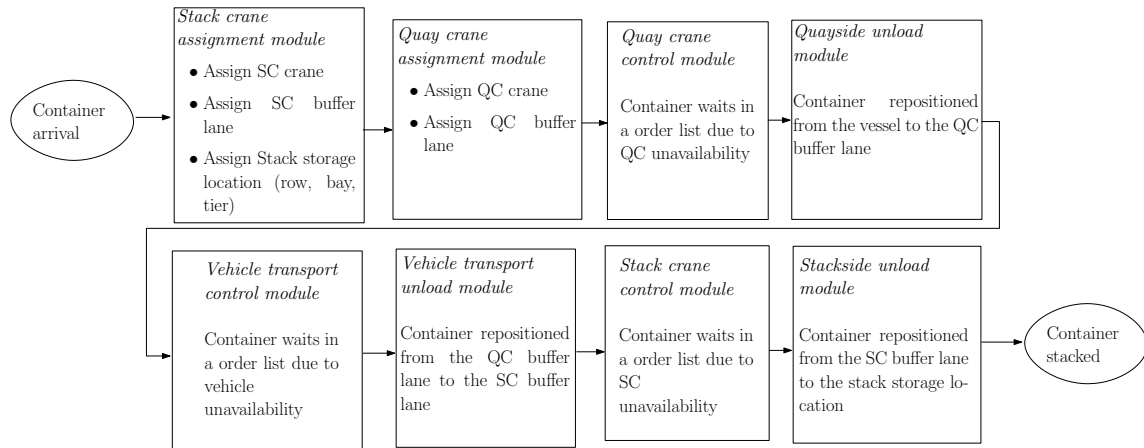 Container
arrival
Stack crane
assignment module
• Assign SC crane
• Assign SC buffer
lane
• Assign Stack storage
location (row, bay,
tier)
Quay crane
assignment module
• Assign QC crane
• Assign QC buffer
lane
Quay crane
control module
Container waits in
a order list due to
QC unavailability
Quayside unload
module
Container repositioned
from the vessel to the QC
buffer lane
Vehicle transport
control module
Container waits in
a order list due to
vehicle
unavailability
Vehicle transport
unload module
Container repositioned
from the QC buffer
lane to the SC buffer
lane
Stack crane
control module
Container waits in
a order list due to
SC
unavailability
Stackside unload
module
Container repositioned
from the SC buffer lane
to the stack storage lo-
cation
Container
stacked